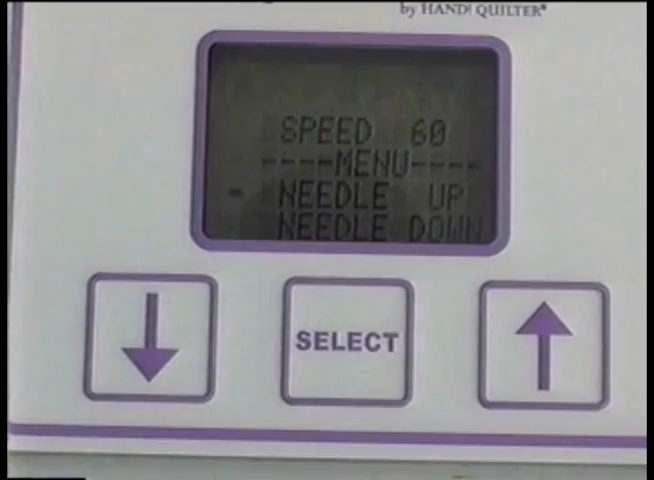 by HANDI QUILTER®
SPEED 60
----MENU----
- NEEDLE UP
NEEDLE DOWN
SELECT